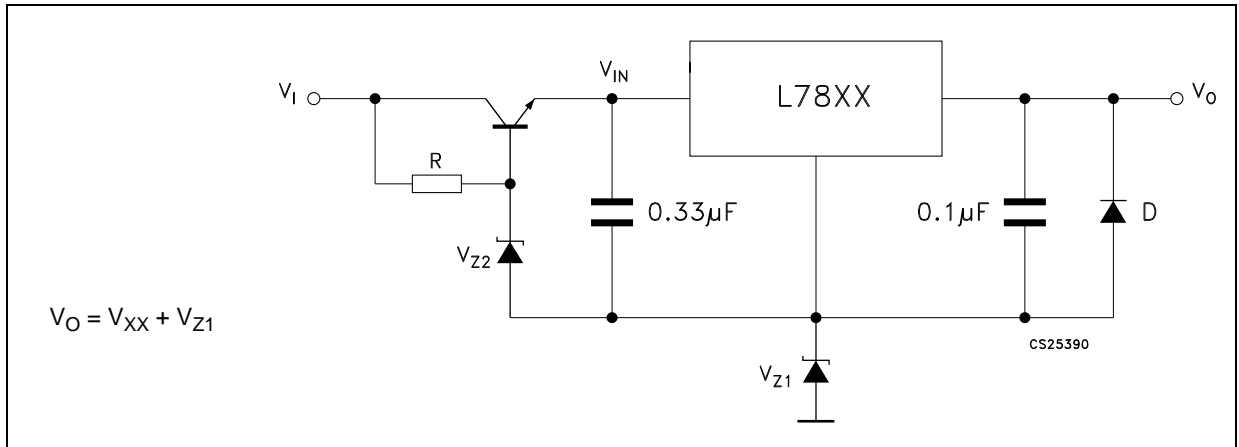 V_IN
V_I
L78XX
V_O
R
0.33µF
0.1µF
D
V_Z2
V_O = V_XX + V_Z1
CS25390
V_Z1